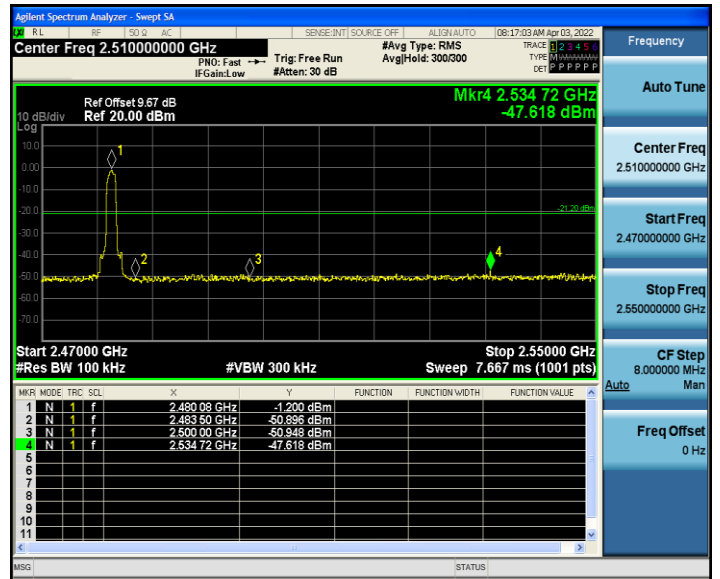 Agilent Spectrum Analyzer - Swept SA
RL RF 50 Ω AC SENSE:INT SOURCE OFF ALIGNAUTO 08:17:03 AM Apr 03, 2022
Center Freq 2.510000000 GHz #Avg Type: RMS TRACE 1 2 3 4 5 6
PNO: Fast Trig: Free Run Avg|Hold: 300/300 TYPE M
IFGain:Low #Atten: 30 dB DET P P P P P P
Ref Offset 9.67 dB Mkr4 2.534 72 GHz
10 dB/div Ref 20.00 dBm -47.618 dBm
Log
10.0
1
0.00
-10.0
-20.0 -21.20 dBm
-30.0
-40.0
2 3 4
-50.0
-60.0
-70.0
Start 2.47000 GHz Stop 2.55000 GHz
#Res BW 100 kHz #VBW 300 kHz Sweep 7.667 ms (1001 pts)
MKR MODE TRC SCL X Y FUNCTION FUNCTION WIDTH FUNCTION VALUE
1 N 1 f 2.480 08 GHz -1.200 dBm
2 N 1 f 2.483 50 GHz -50.896 dBm
3 N 1 f 2.500 00 GHz -50.948 dBm
4 N 1 f 2.534 72 GHz -47.618 dBm
5
6
7
8
9
10
11
MSG STATUS
Frequency
Auto Tune
Center Freq
2.510000000 GHz
Start Freq
2.470000000 GHz
Stop Freq
2.550000000 GHz
CF Step
8.000000 MHz
Auto Man
Freq Offset
0 Hz